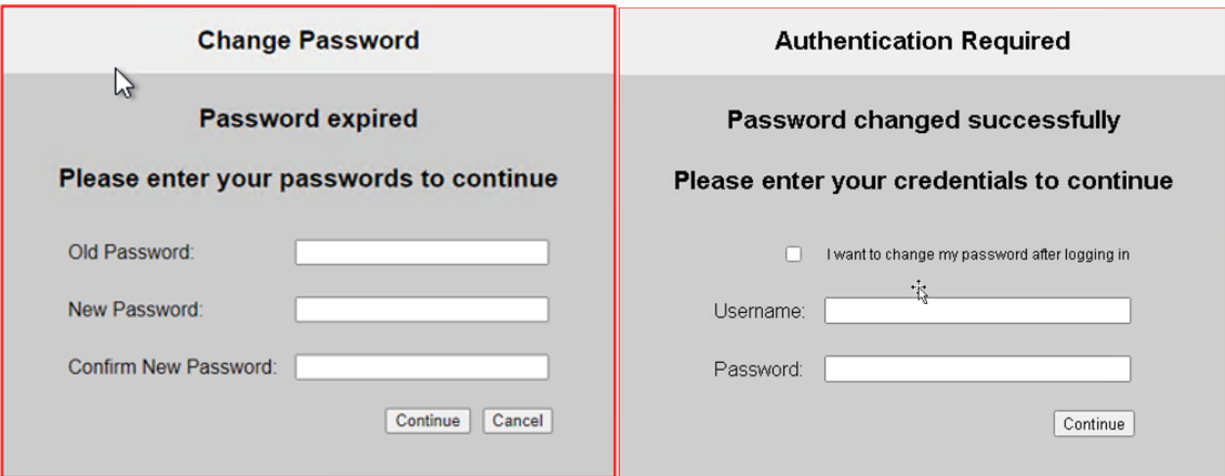 Change Password
Password expired
Please enter your passwords to continue
Old Password:
New Password:
Confirm New Password:
Continue
Cancel
Authentication Required
Password changed successfully
Please enter your credentials to continue
I want to change my password after logging in
Username:
Password:
Continue